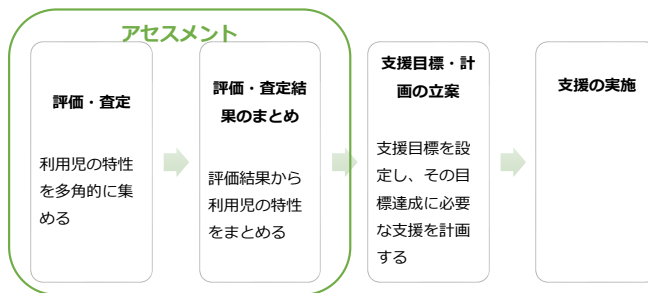 アセスメント
評価・査定
利用児の特性
を多角的に集
める
評価・査定結
果のまとめ
評価結果から
利用児の特性
をまとめる
支援目標・計
画の立案
支援目標を設
定し、その目
標達成に必要
な支援を計画
する
支援の実施